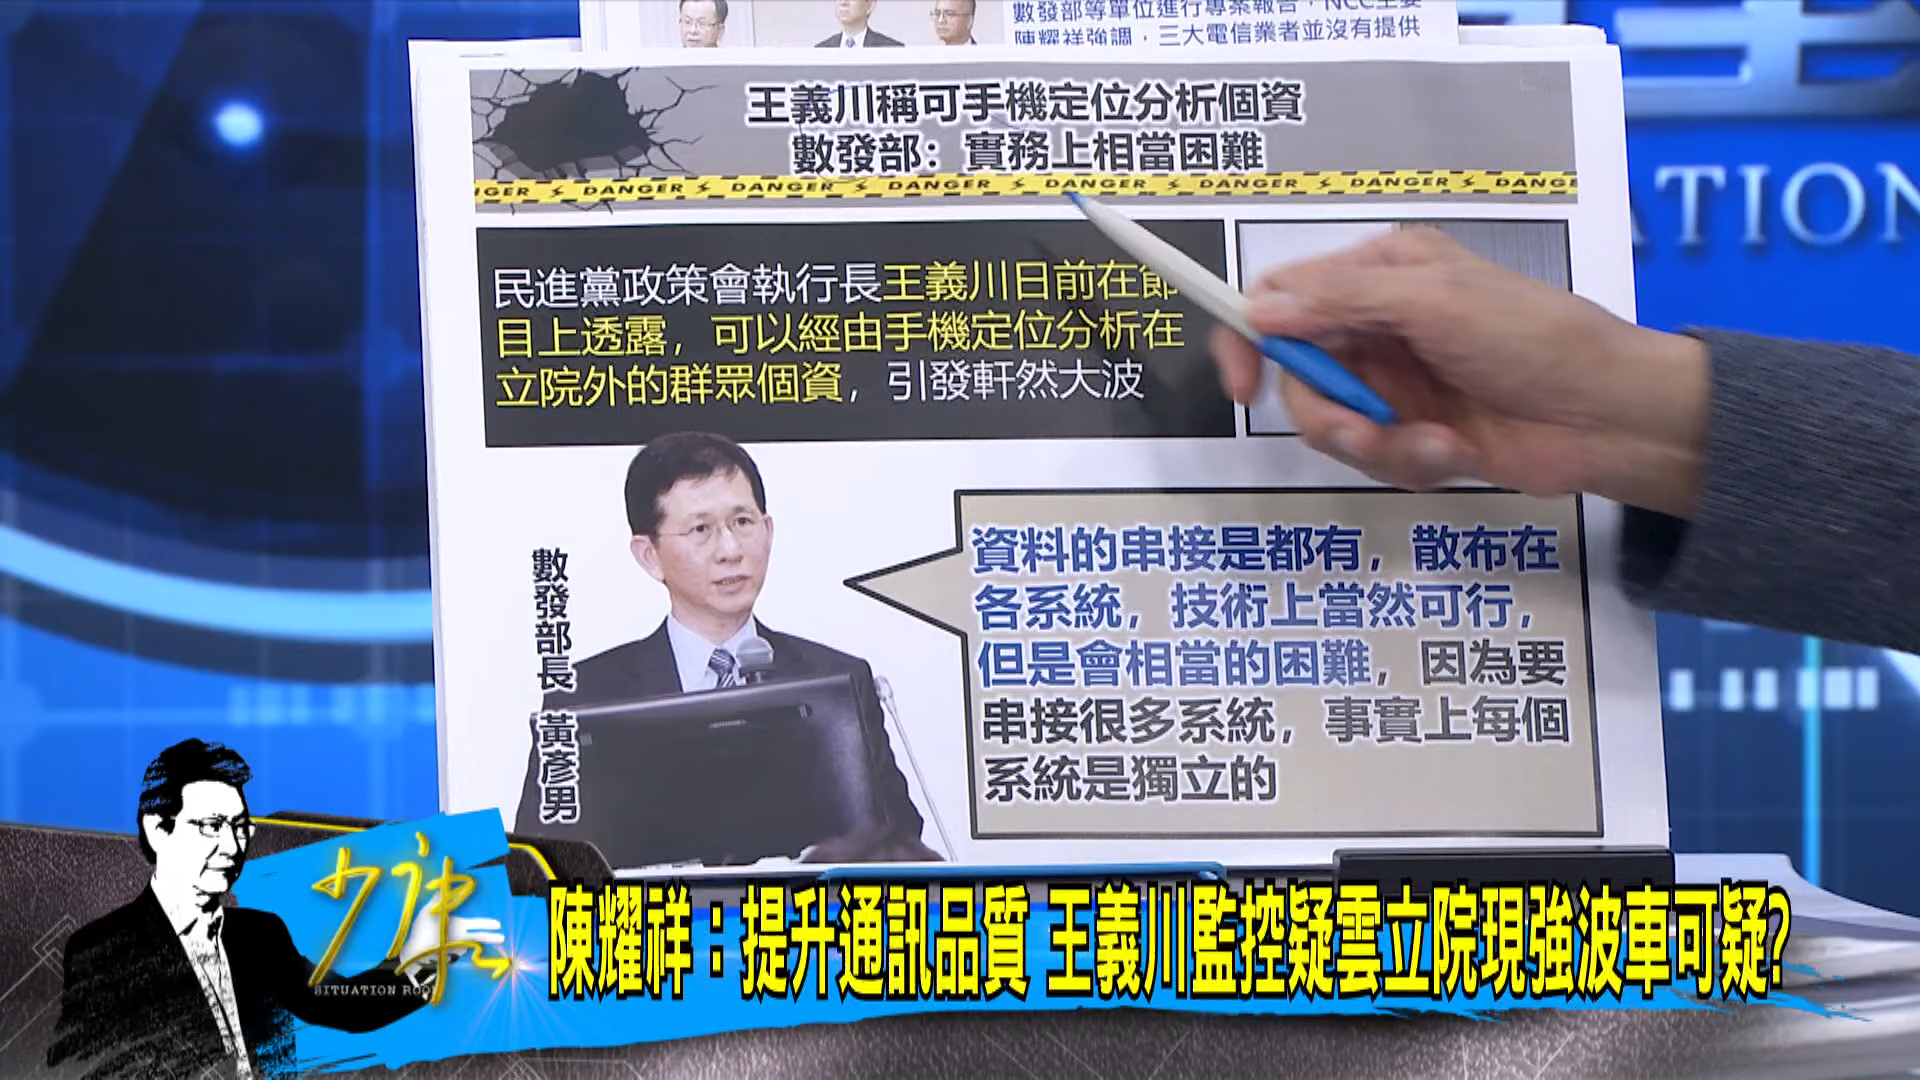 數發部等單位進行專案報告，NCC主委
陳耀祥強調，三大電信業者並沒有提供
王義川稱可手機定位分析個資
數發部：實務上相當困難
NGER DANGER DANGER DANGER DANGER DANGER DANGER DANGE
TION
民進黨政策會執行長王義川日前在節
目上透露，可以經由手機定位分析在
立院外的群眾個資，引發軒然大波
數發部長 黃彥男
資料的串接是都有，散布在
各系統，技術上當然可行，
但是會相當的困難，因為要
串接很多系統，事實上每個
系統是獨立的
少康
SITUATION ROOM
陳耀祥：提升通訊品質 王義川監控疑雲立院現強波車可疑?